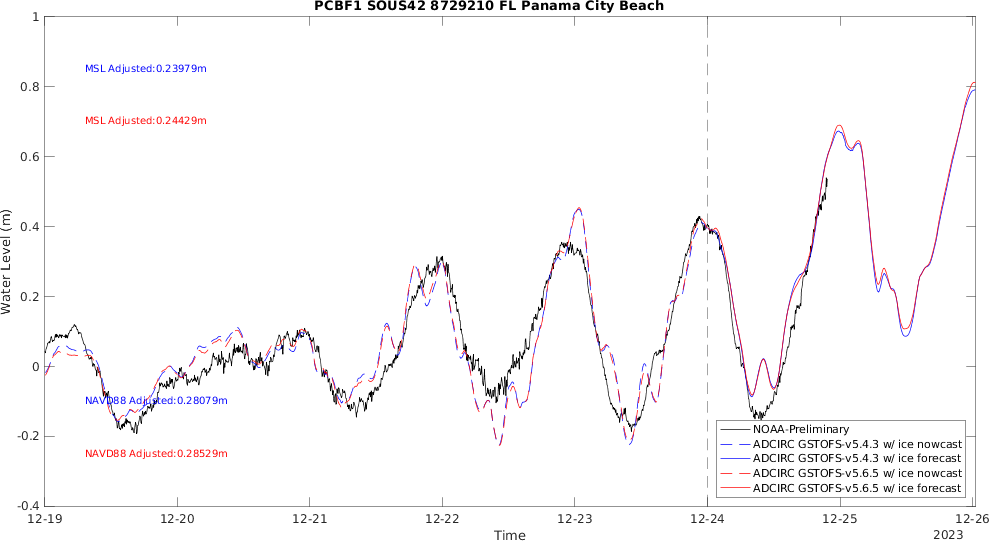 PCBF1 SOUS42 8729210 FL Panama City Beach
1
0.8
0.6
0.4
0.2
0
-0.2
-0.4
Water Level (m)
MSL Adjusted:0.23979m
MSL Adjusted:0.24429m
NAVD88 Adjusted:0.28079m
NAVD88 Adjusted:0.28529m
NOAA-Preliminary
ADCIRC GSTOFS-v5.4.3 w/ ice nowcast
ADCIRC GSTOFS-v5.4.3 w/ ice forecast
ADCIRC GSTOFS-v5.6.5 w/ ice nowcast
ADCIRC GSTOFS-v5.6.5 w/ ice forecast
12-19 12-20 12-21 12-22 12-23 12-24 12-25 12-26
Time
2023